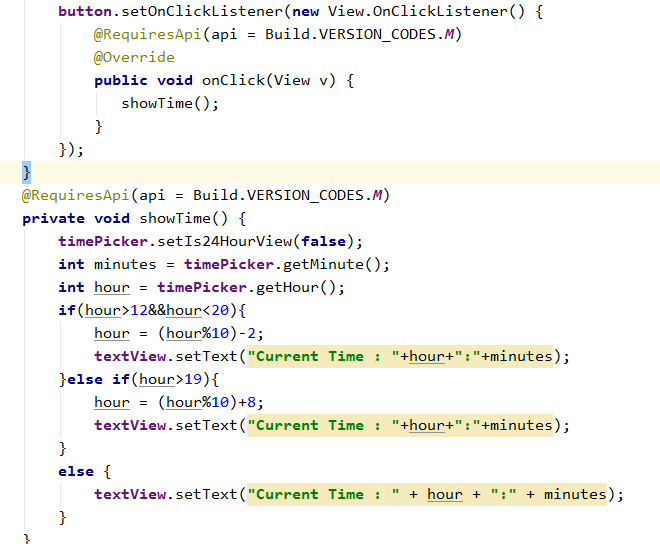 button.setOnClickListener(new View.OnClickListener() {
@RequiresApi(api = Build.VERSION_CODES.M)
@Override
public void onClick(View v) {
showTime();
}
});
}
@RequiresApi(api = Build.VERSION_CODES.M)
private void showTime() {
timePicker.setIs24HourView(false);
int minutes = timePicker.getMinute();
int hour = timePicker.getHour();
if(hour>12&&hour<20){
hour = (hour%10)-2;
textView.setText("Current Time : "+hour+":"+minutes);
}else if(hour>19){
hour = (hour%10)+8;
textView.setText("Current Time : "+hour+":"+minutes);
}
else {
textView.setText("Current Time : " + hour + ":" + minutes);
}
}